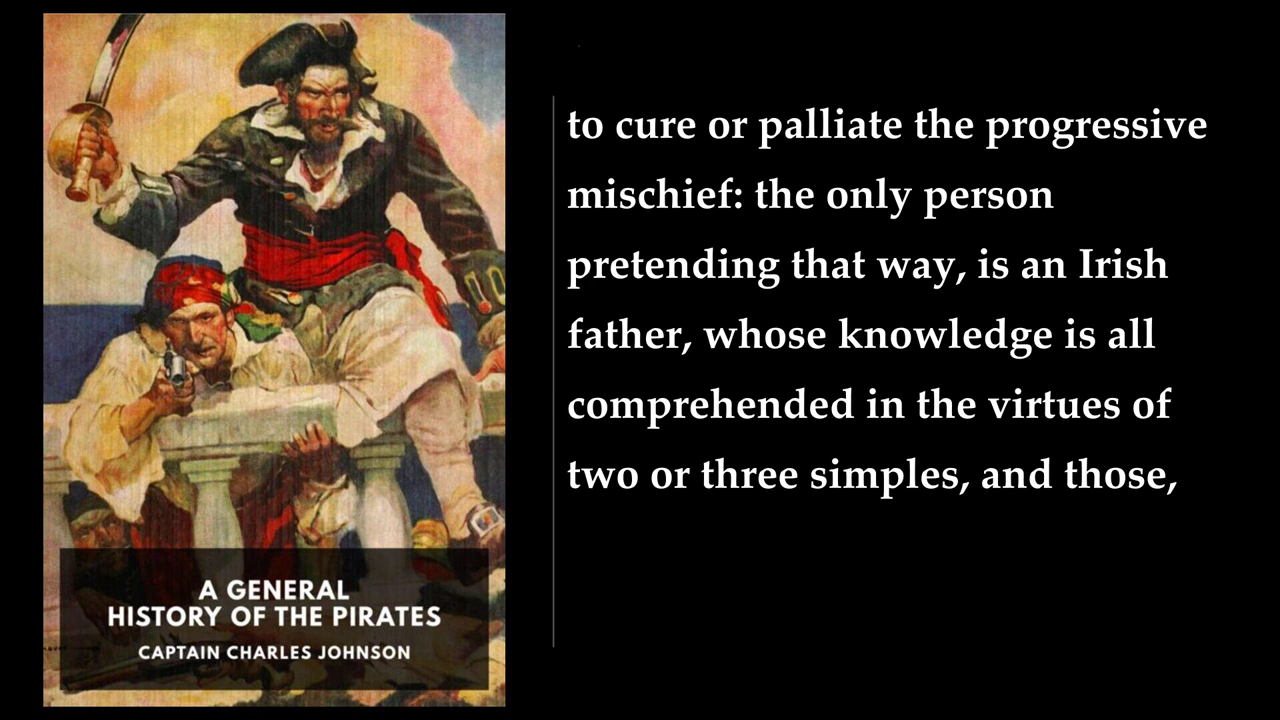 A GENERAL
HISTORY OF THE PIRATES
CAPTAIN CHARLES JOHNSON
to cure or palliate the progressive
mischief: the only person
pretending that way, is an Irish
father, whose knowledge is all
comprehended in the virtues of
two or three simples, and those,